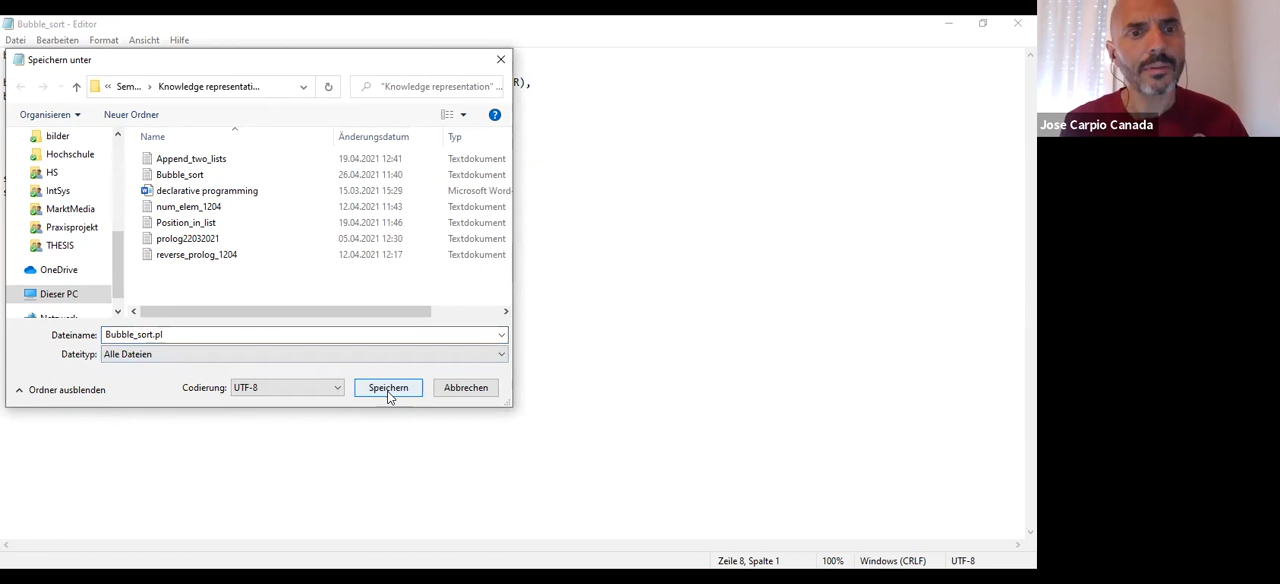 Bubble_sort - Editor
Datei Bearbeiten Format Ansicht Hilfe
Speichern unter
R),
« Sem... › Knowledge representati...
"Knowledge representation" ...
Organisieren Neuer Ordner
Name Änderungsdatum Typ
bilder
Hochschule
HS
IntSys
MarktMedia
Praxisprojekt
THESIS
OneDrive
Dieser PC
Append_two_lists 19.04.2021 12:41 Textdokument
Bubble_sort 26.04.2021 11:40 Textdokument
declarative programming 15.03.2021 15:29 Microsoft Word-
num_elem_1204 12.04.2021 11:43 Textdokument
Position_in_list 19.04.2021 11:46 Textdokument
prolog22032021 05.04.2021 12:30 Textdokument
reverse_prolog_1204 12.04.2021 12:17 Textdokument
Dateiname: Bubble_sort.pl
Dateityp: Alle Dateien
Ordner ausblenden
Codierung: UTF-8
Speichern
Abbrechen
Zeile 8, Spalte 1 100% Windows (CRLF) UTF-8
Jose Carpio Canada